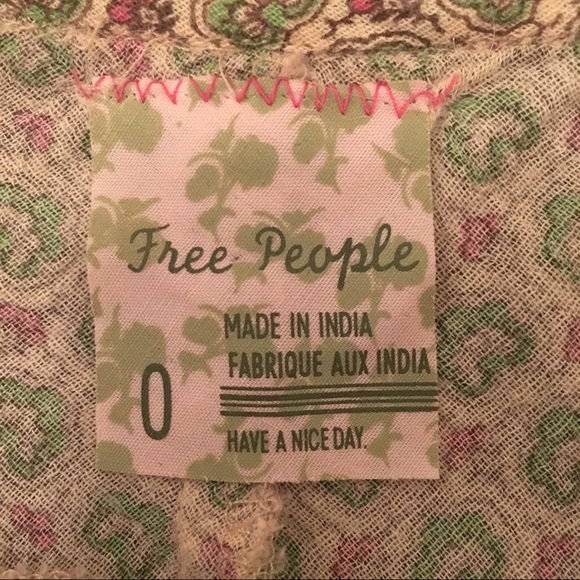 Free People
MADE IN INDIA
FABRIQUE AUX INDIA
0
HAVE A NICE DAY.